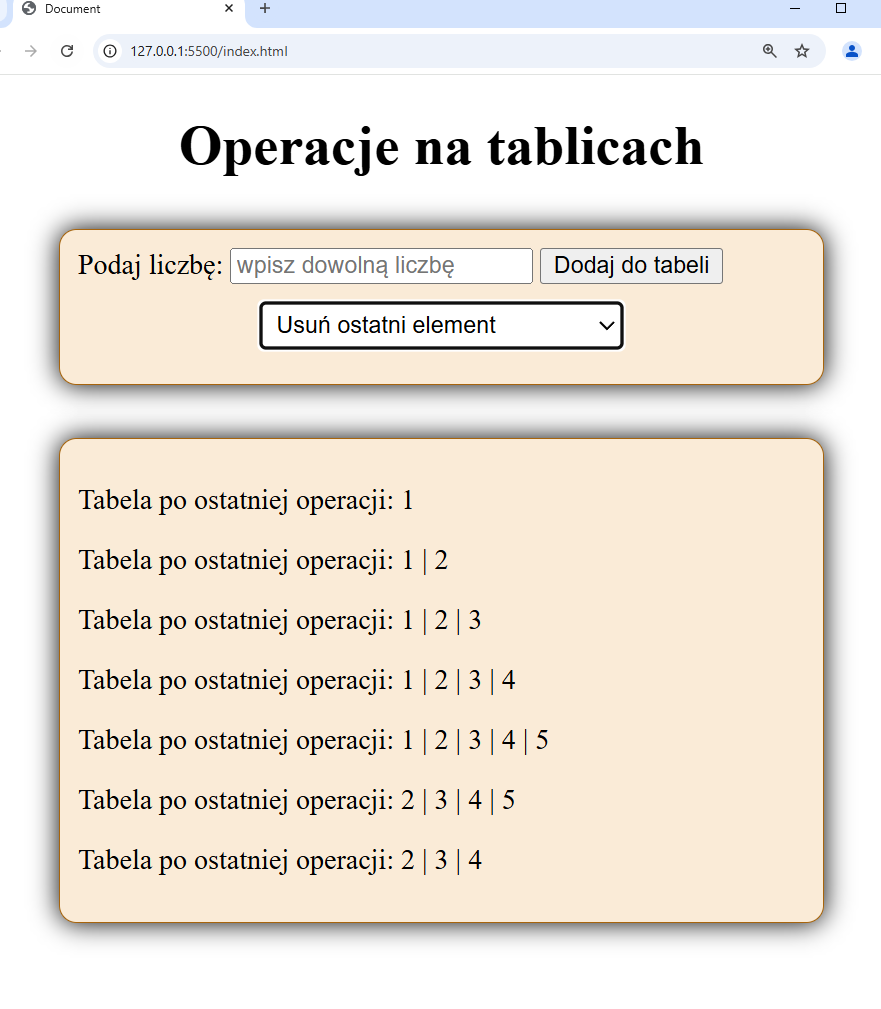 Document
127.0.0.1:5500/index.html
Operacje na tablicach
Podaj liczbę: wpisz dowolną liczbę Dodaj do tabeli
Usuń ostatni element
Tabela po ostatniej operacji: 1
Tabela po ostatniej operacji: 1 | 2
Tabela po ostatniej operacji: 1 | 2 | 3
Tabela po ostatniej operacji: 1 | 2 | 3 | 4
Tabela po ostatniej operacji: 1 | 2 | 3 | 4 | 5
Tabela po ostatniej operacji: 2 | 3 | 4 | 5
Tabela po ostatniej operacji: 2 | 3 | 4